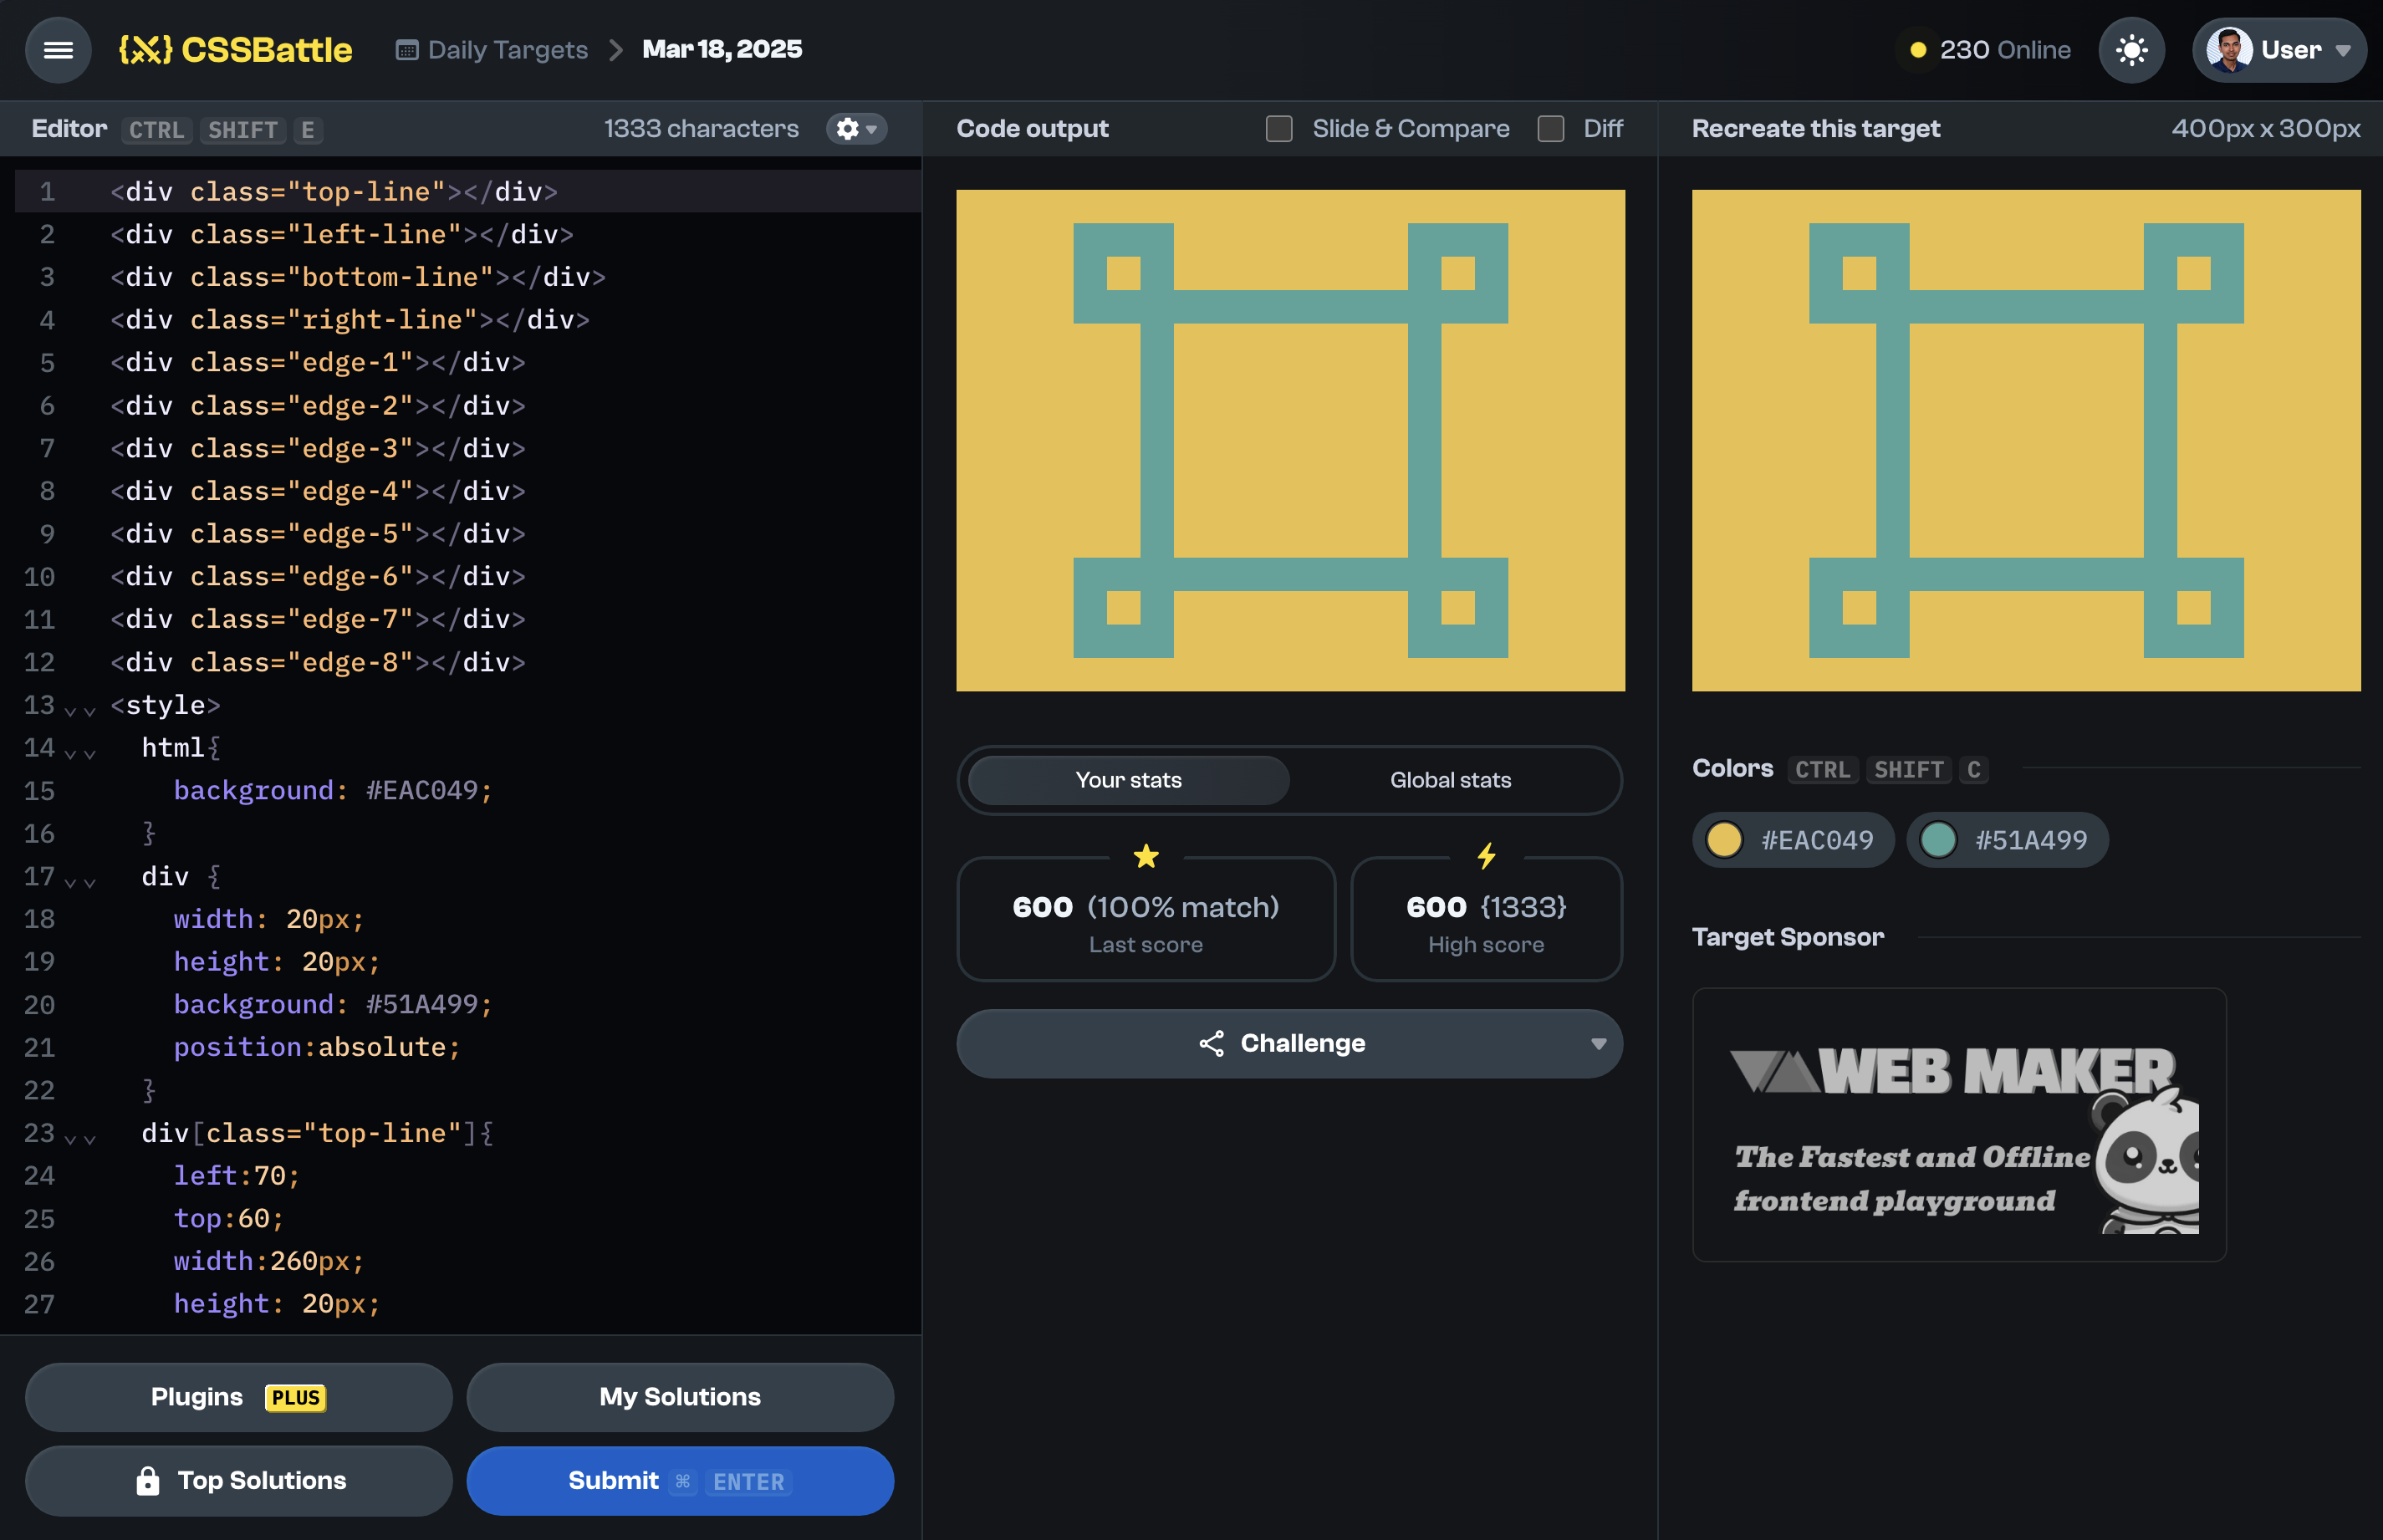 CSSBattle
Daily Targets
Mar 18, 2025
230 Online
User
Editor CTRL SHIFT E
1333 characters
1 <div class="top-line"></div>
2 <div class="left-line"></div>
3 <div class="bottom-line"></div>
4 <div class="right-line"></div>
5 <div class="edge-1"></div>
6 <div class="edge-2"></div>
7 <div class="edge-3"></div>
8 <div class="edge-4"></div>
9 <div class="edge-5"></div>
10 <div class="edge-6"></div>
11 <div class="edge-7"></div>
12 <div class="edge-8"></div>
13 <style>
14 html{
15 background: #EAC049;
16 }
17 div {
18 width: 20px;
19 height: 20px;
20 background: #51A499;
21 position:absolute;
22 }
23 div[class="top-line"]{
24 left:70;
25 top:60;
26 width:260px;
27 height: 20px;
Plugins PLUS
My Solutions
Top Solutions
Submit ⌘ ENTER
Code output
Slide & Compare
Diff
Your stats
Global stats
600 (100% match)
Last score
600 {1333}
High score
Challenge
Recreate this target
400px x 300px
Colors CTRL SHIFT C
#EAC049
#51A499
Target Sponsor
WEB MAKER
The Fastest and Offline
frontend playground